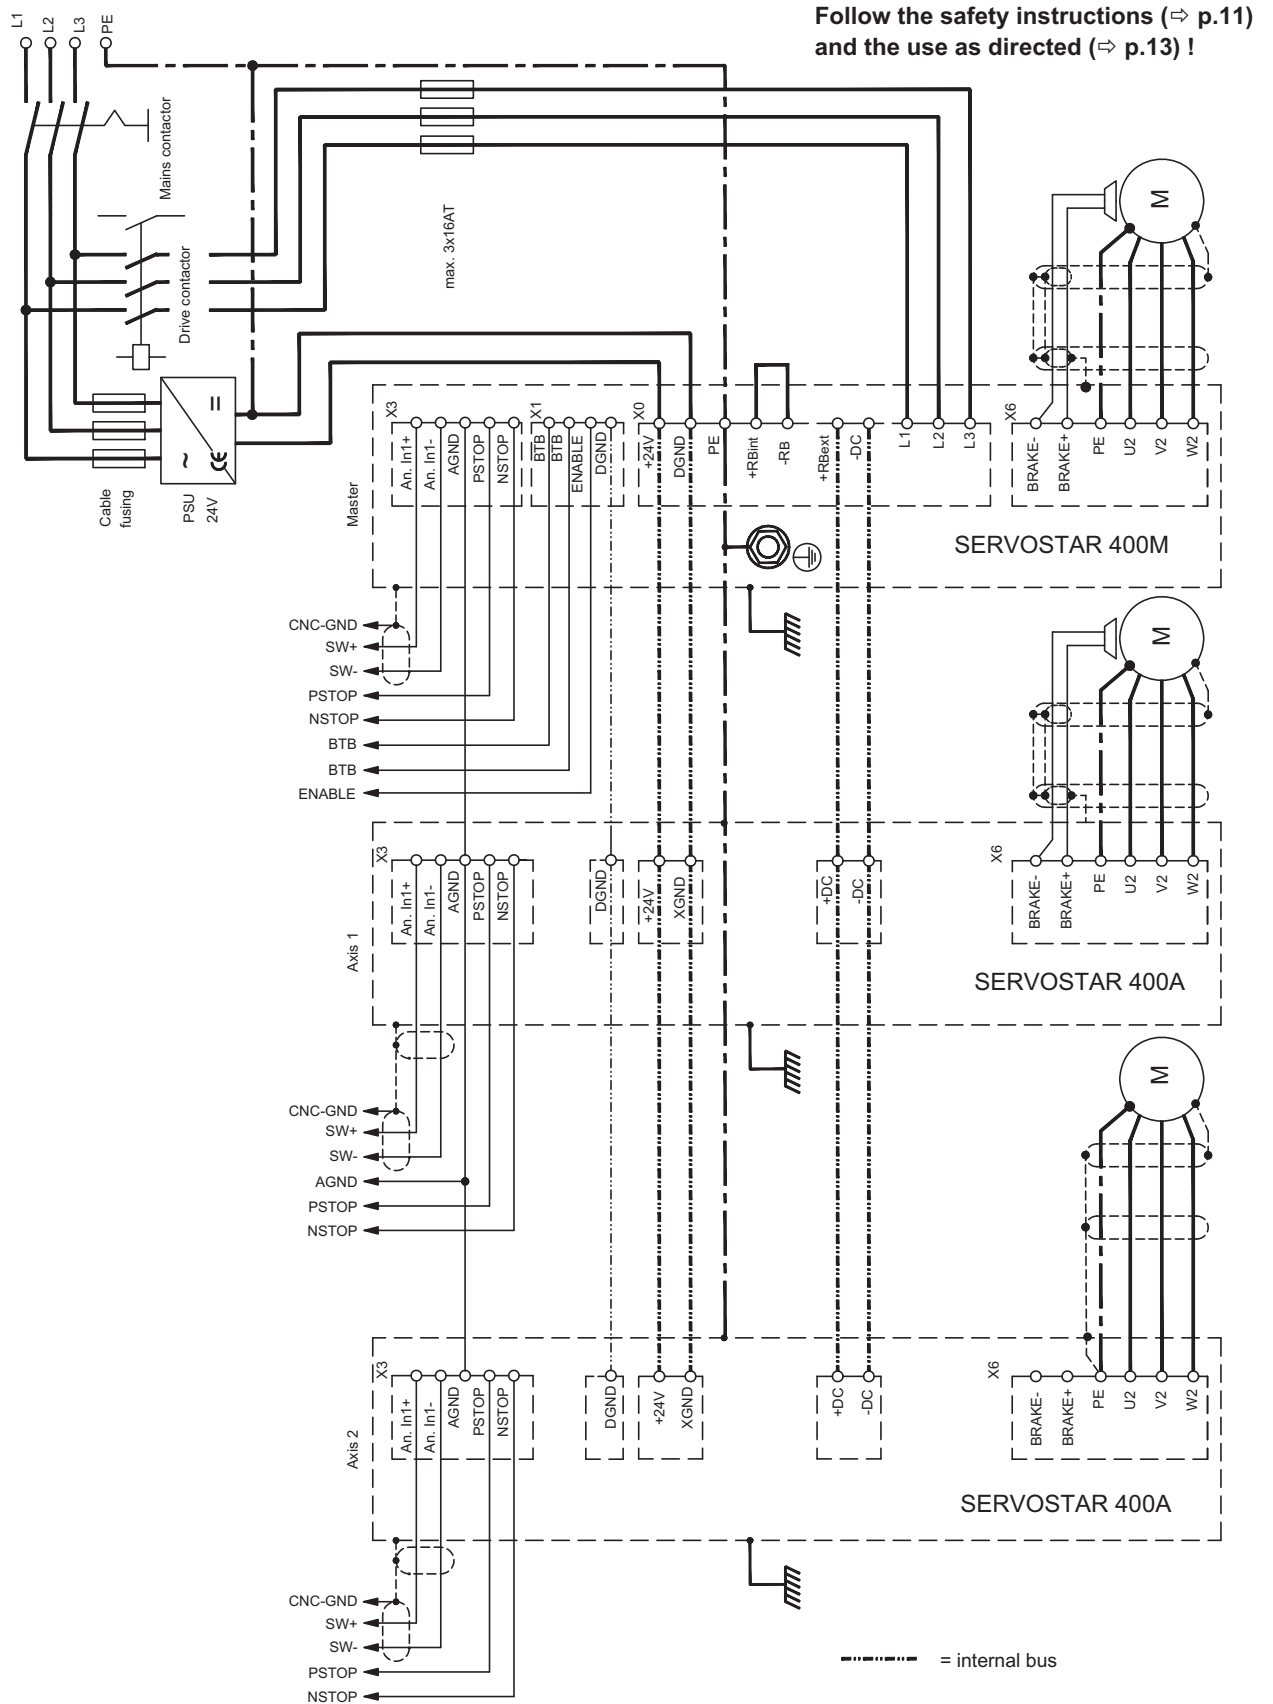 Follow the safety instructions (⇨ p.11)
and the use as directed (⇨ p.13) !
L1
L2
L3
PE
Mains contactor
Drive contactor
max. 3x16AT
Cable
fusing
PSU
24V
=
~
CE
M
Master
X3
An. In1+
An. In1-
AGND
PSTOP
NSTOP
X1
BTB
BTB
ENABLE
DGND
X0
+24V
DGND
PE
+RBint
-RB
+RBext
-DC
L1
L2
L3
X6
BRAKE-
BRAKE+
PE
U2
V2
W2
SERVOSTAR 400M
CNC-GND
SW+
SW-
PSTOP
NSTOP
BTB
BTB
ENABLE
M
Axis 1
X3
An. In1+
An. In1-
AGND
PSTOP
NSTOP
DGND
+24V
XGND
+DC
-DC
X6
BRAKE-
BRAKE+
PE
U2
V2
W2
SERVOSTAR 400A
CNC-GND
SW+
SW-
AGND
PSTOP
NSTOP
M
Axis 2
X3
An. In1+
An. In1-
AGND
PSTOP
NSTOP
DGND
+24V
XGND
+DC
-DC
X6
BRAKE-
BRAKE+
PE
U2
V2
W2
SERVOSTAR 400A
CNC-GND
SW+
SW-
PSTOP
NSTOP
= internal bus